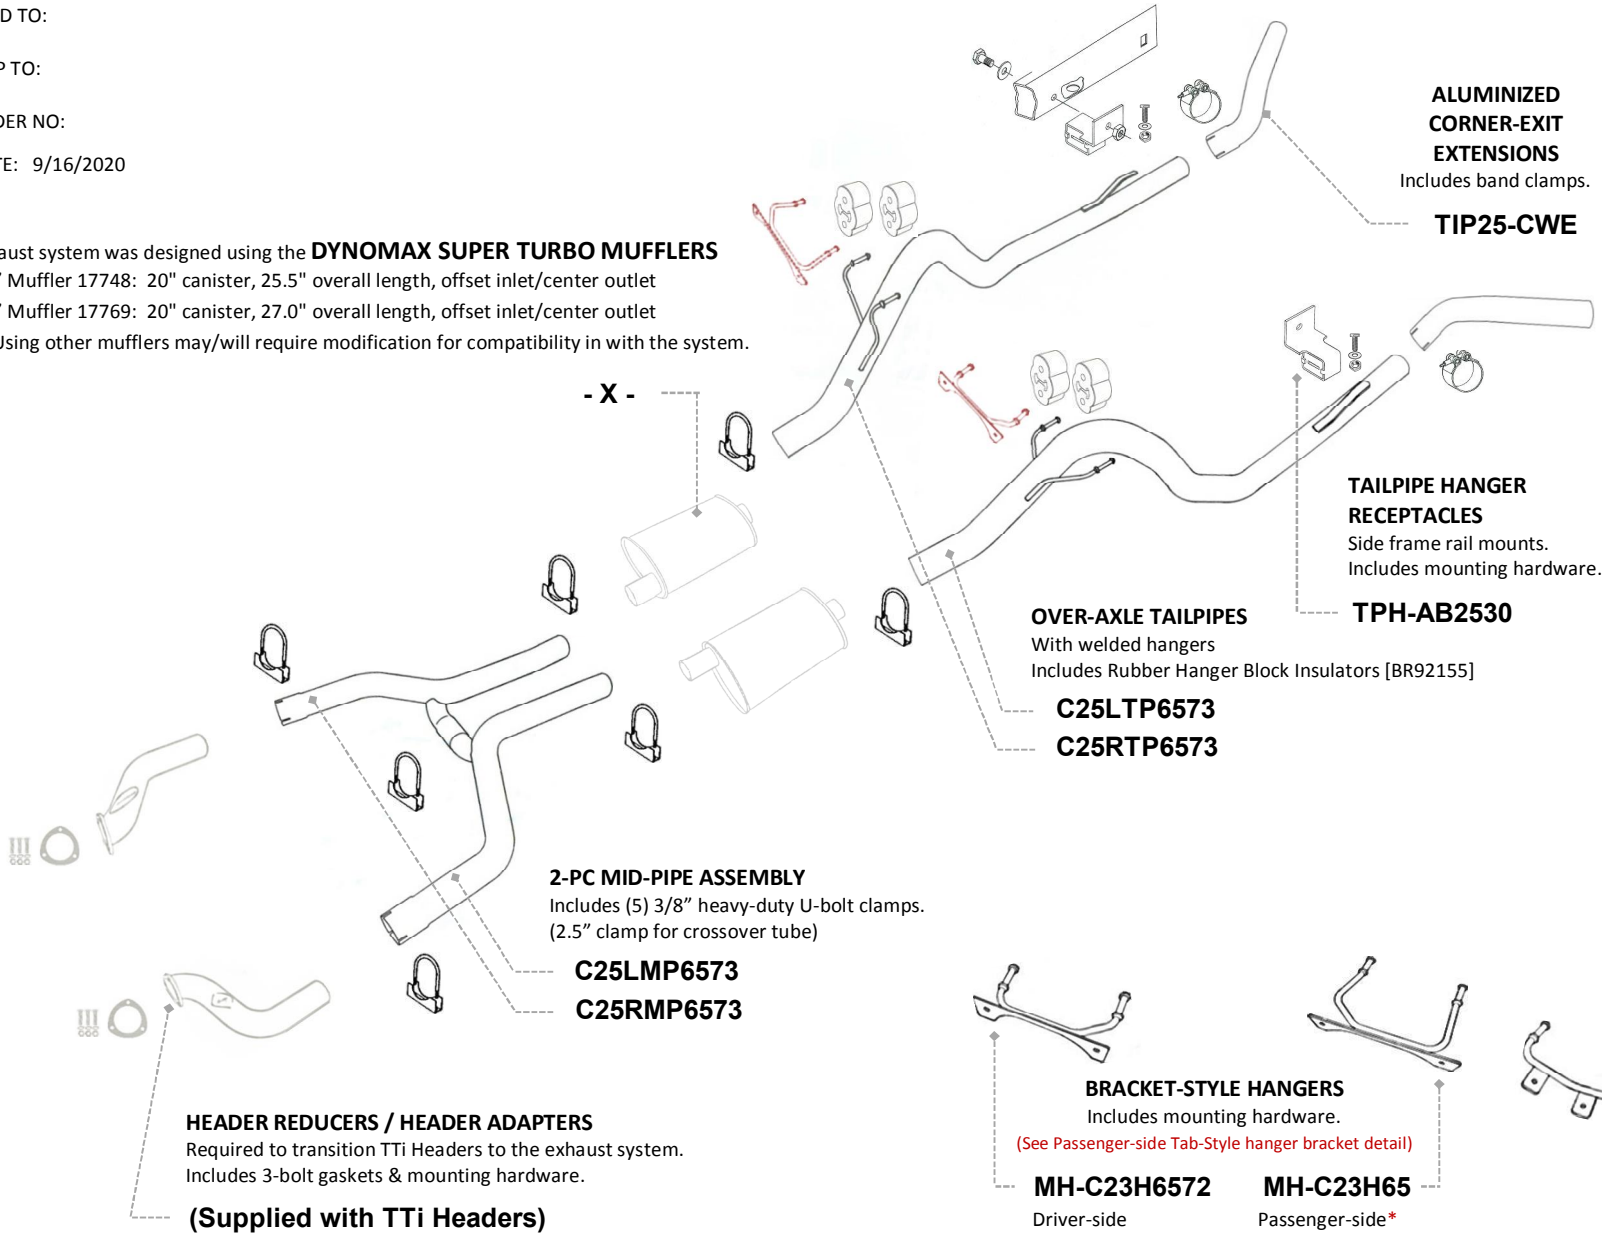 D TO:
P TO:
DER NO:
TE: 9/16/2020
aust system was designed using the DYNOMAX SUPER TURBO MUFFLERS
" Muffler 17748: 20" canister, 25.5" overall length, offset inlet/center outlet
" Muffler 17769: 20" canister, 27.0" overall length, offset inlet/center outlet
Using other mufflers may/will require modification for compatibility in with the system.
- X -
ALUMINIZED
CORNER-EXIT
EXTENSIONS
Includes band clamps.
TIP25-CWE
TAILPIPE HANGER
RECEPTACLES
Side frame rail mounts.
Includes mounting hardware.
TPH-AB2530
OVER-AXLE TAILPIPES
With welded hangers
Includes Rubber Hanger Block Insulators [BR92155]
C25LTP6573
C25RTP6573
2-PC MID-PIPE ASSEMBLY
Includes (5) 3/8” heavy-duty U-bolt clamps.
(2.5” clamp for crossover tube)
C25LMP6573
C25RMP6573
HEADER REDUCERS / HEADER ADAPTERS
Required to transition TTi Headers to the exhaust system.
Includes 3-bolt gaskets & mounting hardware.
(Supplied with TTi Headers)
BRACKET-STYLE HANGERS
Includes mounting hardware.
(See Passenger-side Tab-Style hanger bracket detail)
MH-C23H6572 MH-C23H65
Driver-side Passenger-side*